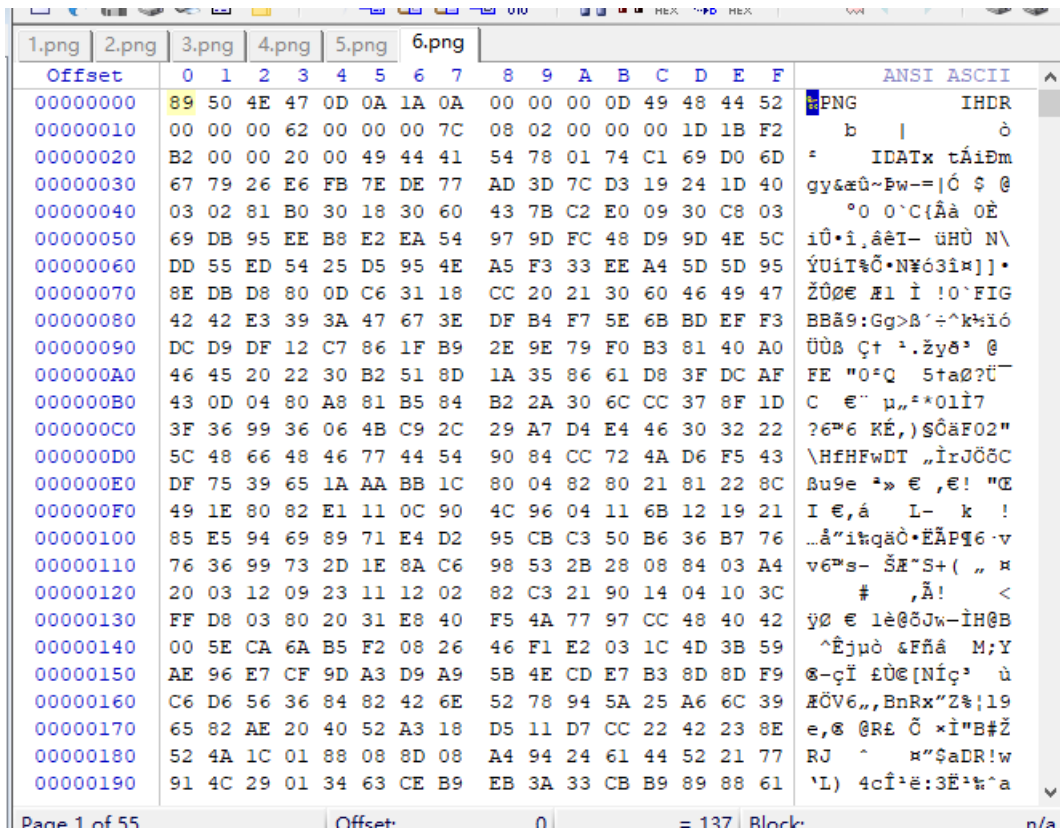 1.png 2.png 3.png 4.png 5.png 6.png
Offset 0 1 2 3 4 5 6 7 8 9 A B C D E F ANSI ASCII
00000000 89 50 4E 47 0D 0A 1A 0A 00 00 00 0D 49 48 44 52 ‰PNG IHDR
00000010 00 00 00 62 00 00 00 7C 08 02 00 00 00 1D 1B F2 b | ò
00000020 B2 00 00 20 00 49 44 41 54 78 01 74 C1 69 D0 6D ² IDATx tÁiÐm
00000030 67 79 26 E6 FB 7E DE 77 AD 3D 7C D3 19 24 1D 40 gy&æû~Þw-=|Ó $ @
00000040 03 02 81 B0 30 18 30 60 43 7B C2 E0 09 30 C8 03 °0 0`C{Âà 0È
00000050 69 DB 95 EE B8 E2 EA 54 97 9D FC 48 D9 9D 4E 5C iÛ•î¸âêT— üHÙ N\
00000060 DD 55 ED 54 25 D5 95 4E A5 F3 33 EE A4 5D 5D 95 ÝUíT%Õ•N¥ó3î¤]]•
00000070 8E DB D8 80 0D C6 31 18 CC 20 21 30 60 46 49 47 ŽÛØ€ Æ1 Ì !0`FIG
00000080 42 42 E3 39 3A 47 67 3E DF B4 F7 5E 6B BD EF F3 BBã9:Gg>ß´÷^k½ïó
00000090 DC D9 DF 12 C7 86 1F B9 2E 9E 79 F0 B3 81 40 A0 ÜÙß Ç† ¹.žyð³ @
000000A0 46 45 20 22 30 B2 51 8D 1A 35 86 61 D8 3F DC AF FE "0²Q 5†aØ?Ü¯
000000B0 43 0D 04 80 A8 81 B5 84 B2 2A 30 6C CC 37 8F 1D C €¨ µ„²*0lÌ7
000000C0 3F 36 99 36 06 4B C9 2C 29 A7 D4 E4 46 30 32 22 ?6™6 KÉ,)§ÔäF02"
000000D0 5C 48 66 48 46 77 44 54 90 84 CC 72 4A D6 F5 43 \HfHFwDT „ÌrJÖõC
000000E0 DF 75 39 65 1A AA BB 1C 80 04 82 80 21 81 22 8C ßu9e ª» € ‚€! "Œ
000000F0 49 1E 80 82 E1 11 0C 90 4C 96 04 11 6B 12 19 21 I €‚á L– k !
00000100 85 E5 94 69 89 71 E4 D2 95 CB C3 50 B6 36 B7 76 …å”i‰qäÒ•ËÃP¶6·v
00000110 76 36 99 73 2D 1E 8A C6 98 53 2B 28 08 84 03 A4 v6™s- ŠÆ˜S+( „ ¤
00000120 20 03 12 09 23 11 12 02 82 C3 21 90 14 04 10 3C # ‚Ã! <
00000130 FF D8 03 80 20 31 E8 40 F5 4A 77 97 CC 48 40 42 ÿØ € 1è@õJw—ÌH@B
00000140 00 5E CA 6A B5 F2 08 26 46 F1 E2 03 1C 4D 3B 59 ^Êjµò &Fñâ M;Y
00000150 AE 96 E7 CF 9D A3 D9 A9 5B 4E CD E7 B3 8D 8D F9 ®–çÏ £Ù©[NÍç³ ù
00000160 C6 D6 56 36 84 82 42 6E 52 78 94 5A 25 A6 6C 39 ÆÖV6„‚BnRx”Z%¦l9
00000170 65 82 AE 20 40 52 A3 18 D5 11 D7 CC 22 42 23 8E e‚® @R£ Õ ×Ì"B#Ž
00000180 52 4A 1C 01 88 08 8D 08 A4 94 24 61 44 52 21 77 RJ ˆ ¤”$aDR!w
00000190 91 4C 29 01 34 63 CE B9 EB 3A 33 CB B9 89 88 61 ‘L) 4cÎ¹ë:3Ë¹‰ˆa
Page 1 of 55 Offset: 0 = 137 Block: n/a